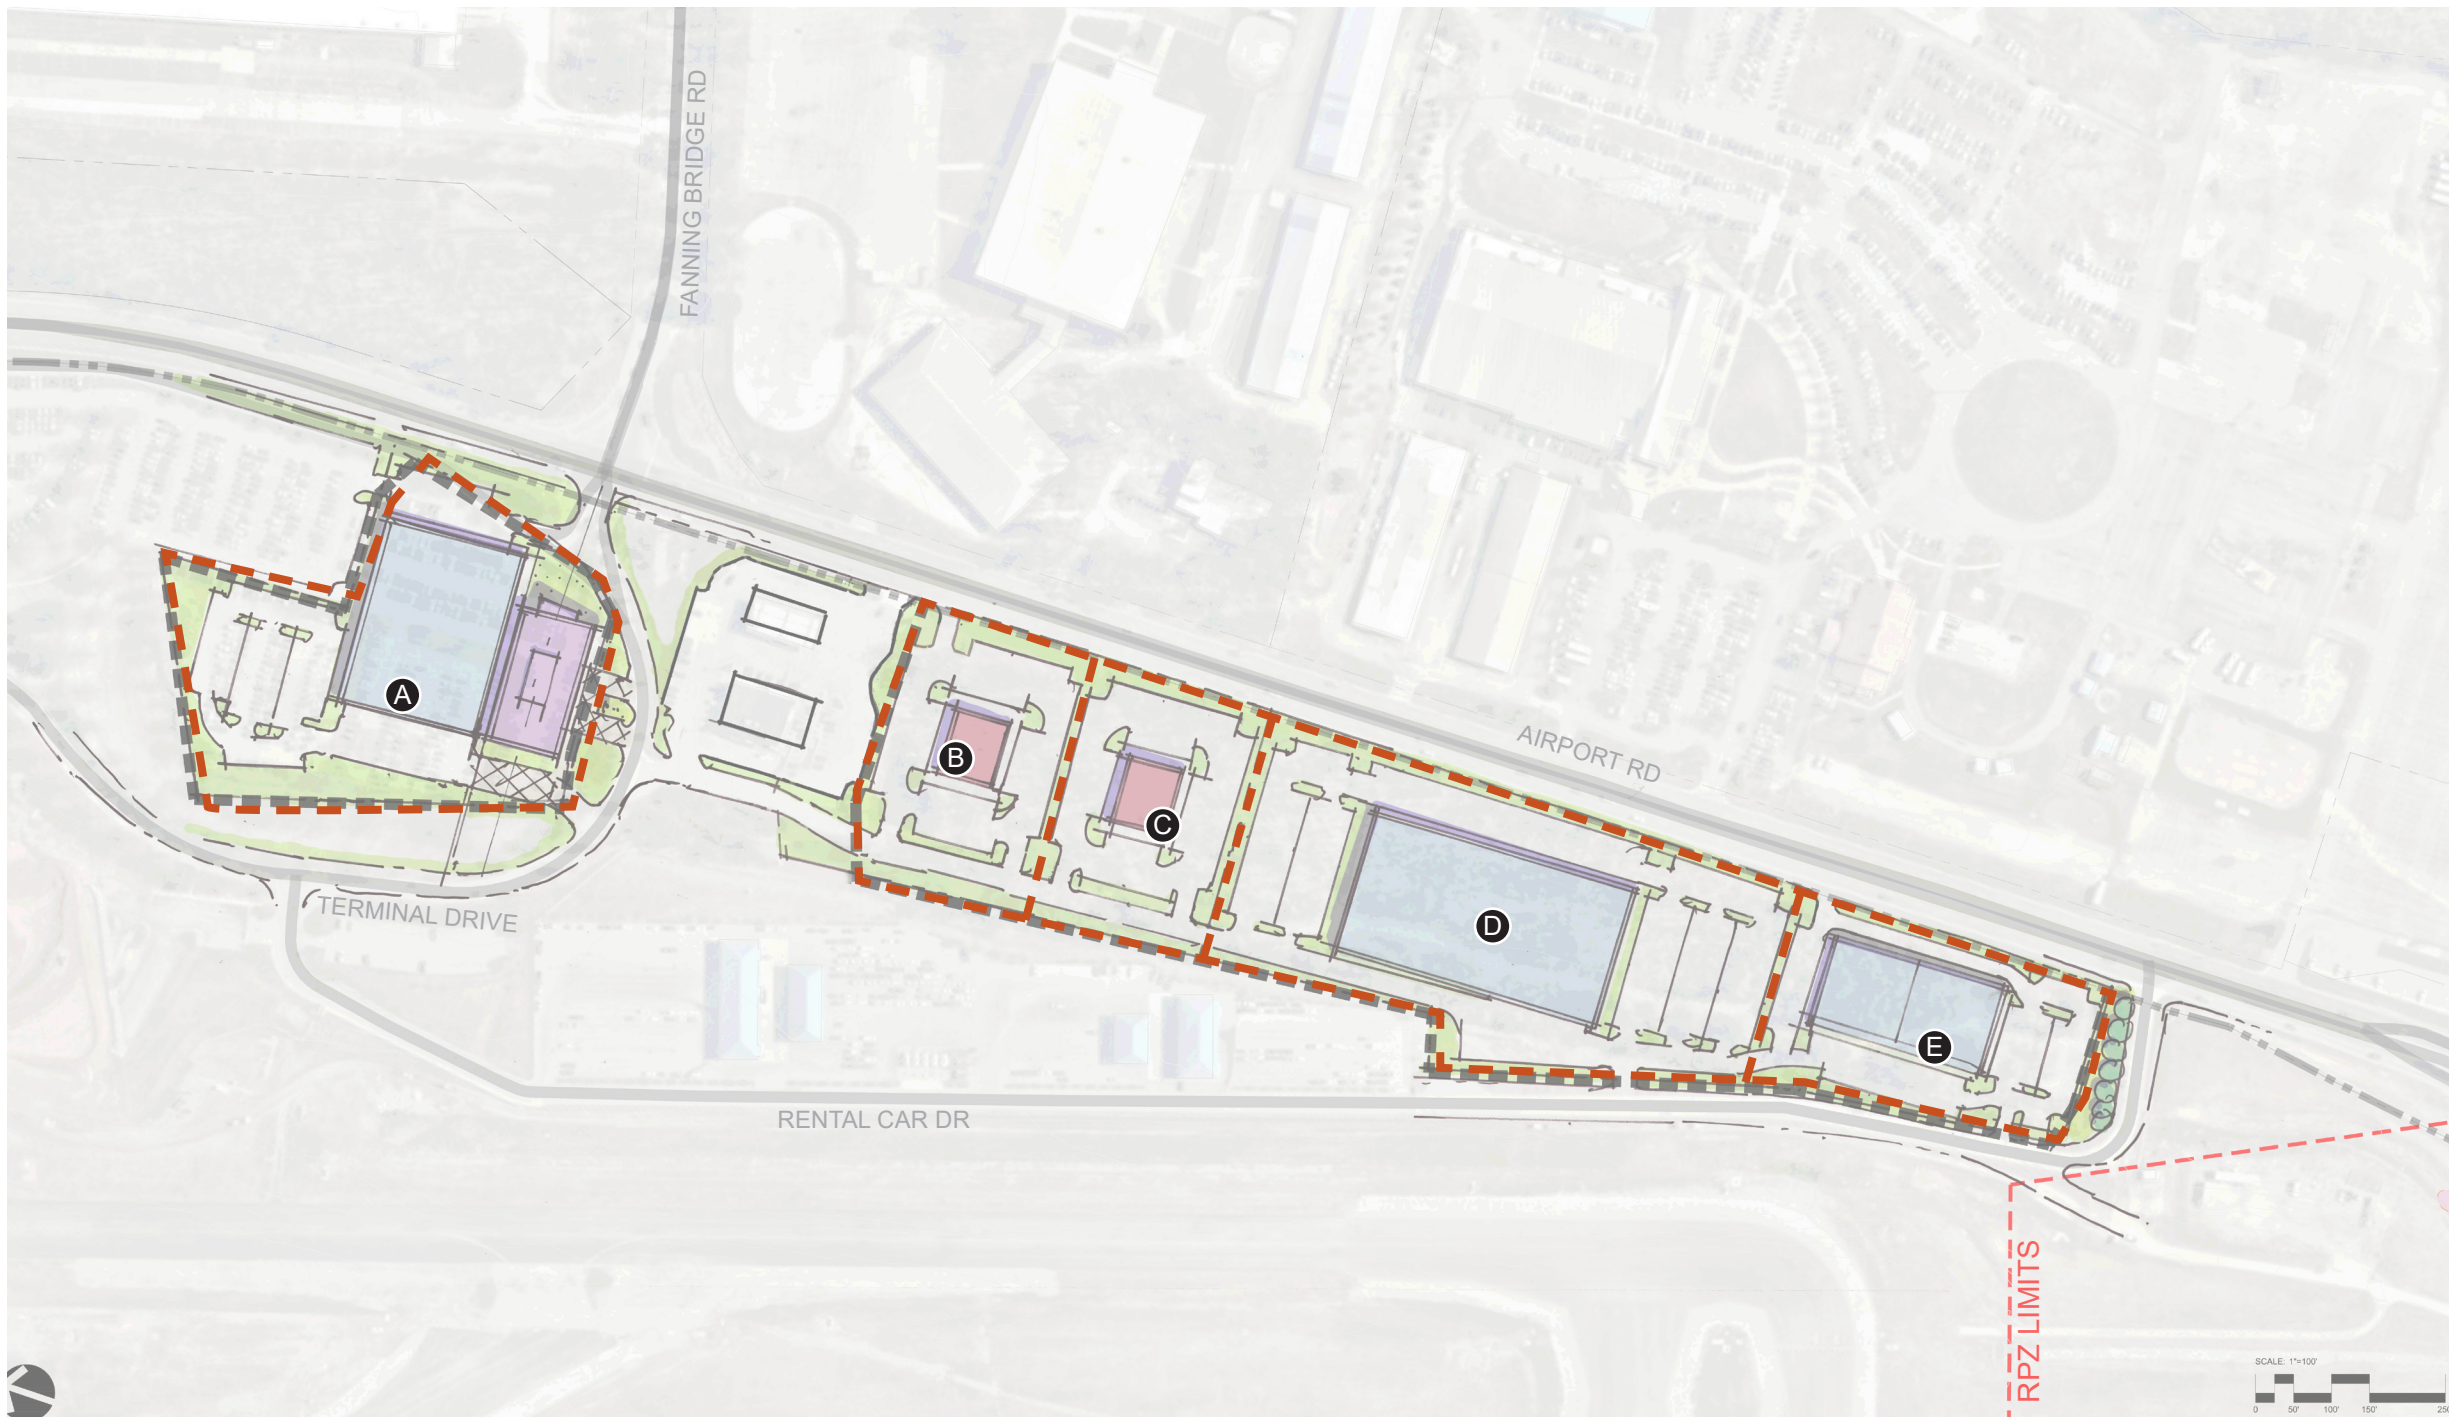 FANNING BRIDGE RD
A
B
C
AIRPORT RD
D
TERMINAL DRIVE
E
RENTAL CAR DR
RPZ LIMITS
SCALE: 1"=100'
0 50' 100' 150'